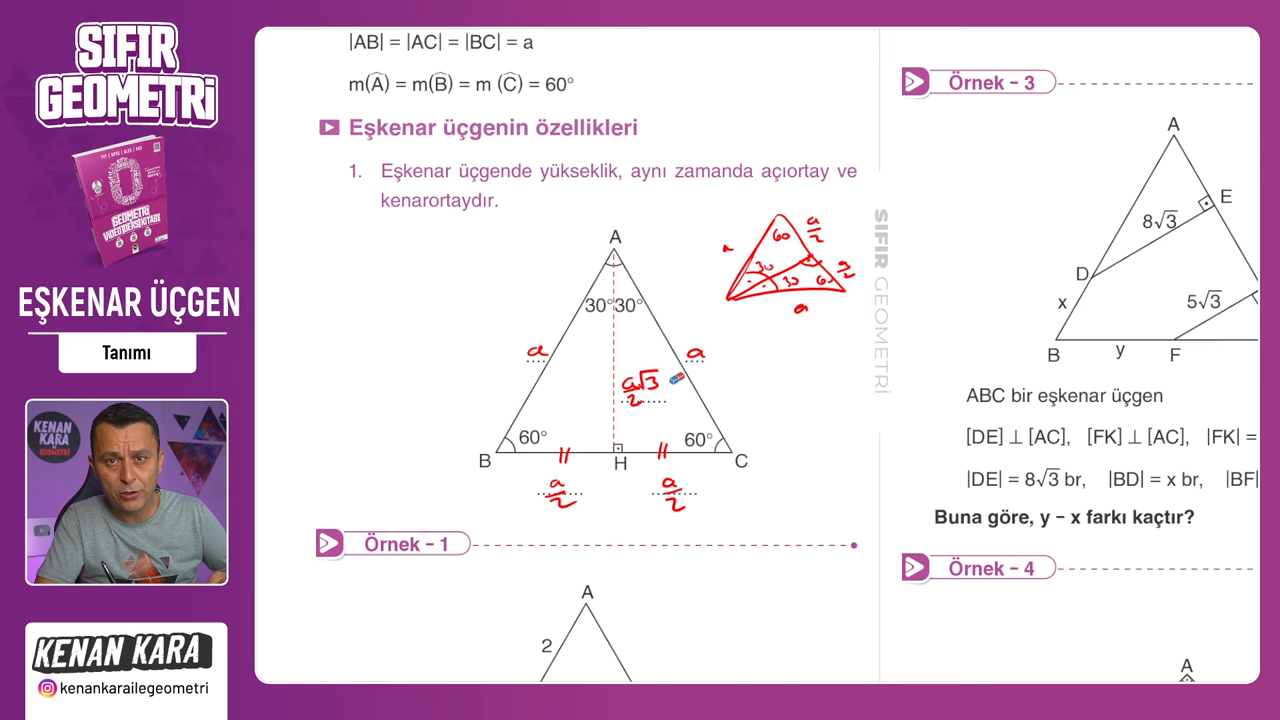 SIFIR
GEOMETRİ
GEOMETRİ
VİDEO DERS KİTABI
EŞKENAR ÜÇGEN
Tanımı
KENAN
KARA
KENAN KARA
kenankarailegeometri
|AB| = |AC| = |BC| = a
m(Â) = m(B̂) = m (Ĉ) = 60°
Eşkenar üçgenin özellikleri
1. Eşkenar üçgende yükseklik, aynı zamanda açıortay ve
kenarortaydır.
A
30° 30°
a a
a√3/2
60° 60°
B H C
a/2 a/2
60 a/2
a 30 a/2
30 60
a
Örnek - 1
A
2
SIFIR GEOMETRİ
Örnek - 3
A
E
8√3
D
x 5√3
B y F
ABC bir eşkenar üçgen
[DE] ⊥ [AC], [FK] ⊥ [AC], |FK| =
|DE| = 8√3 br, |BD| = x br, |BF|
Buna göre, y - x farkı kaçtır?
Örnek - 4
A